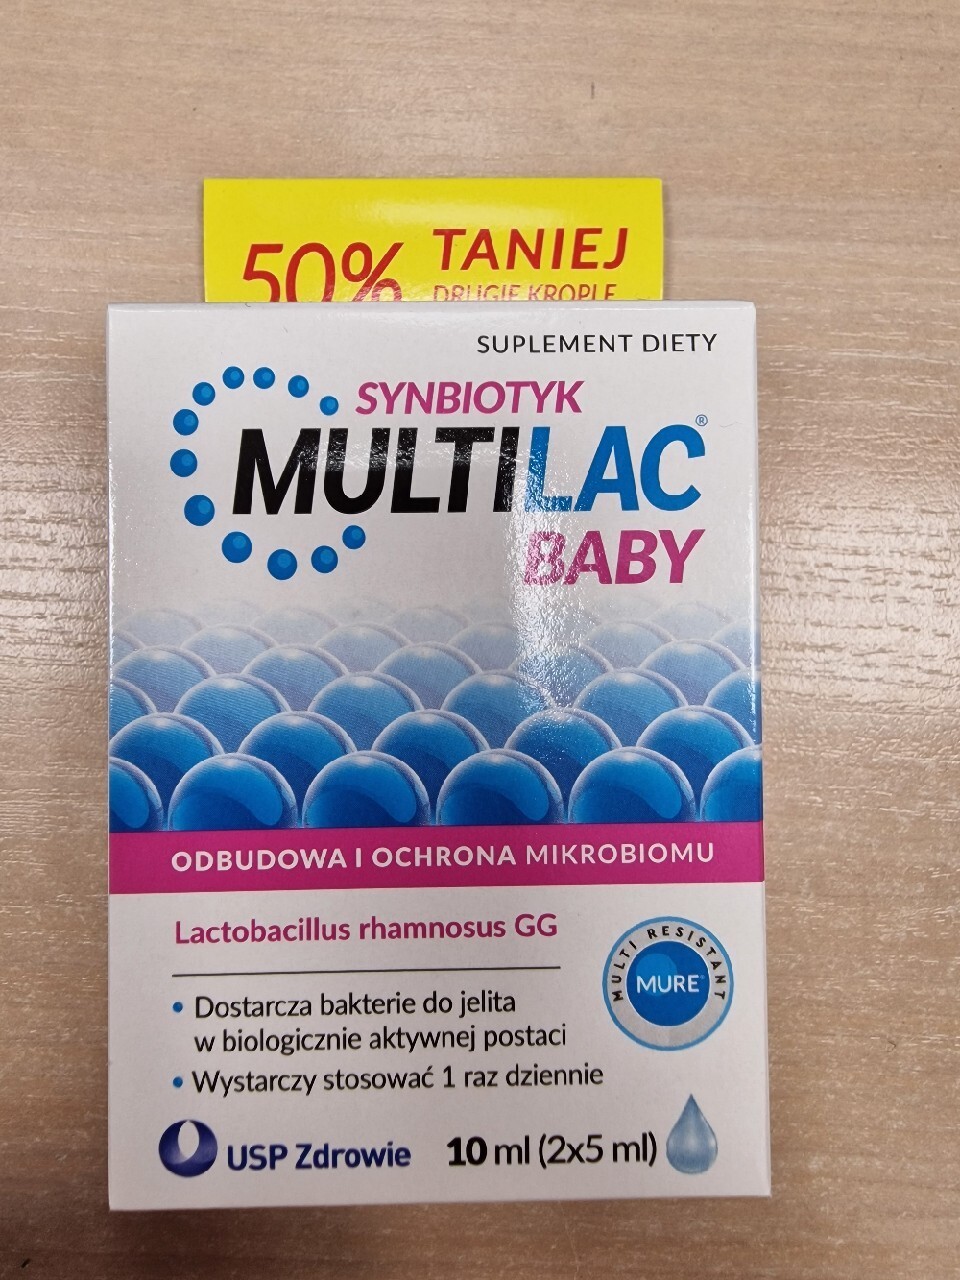 50% TANIEJ
DRUGIE KROPLE
SUPLEMENT DIETY
SYNBIOTYK
MULTILAC®
BABY
ODBUDOWA I OCHRONA MIKROBIOMU
Lactobacillus rhamnosus GG
MULTI RESISTANT
MURE®
• Dostarcza bakterie do jelita
w biologicznie aktywnej postaci
• Wystarczy stosować 1 raz dziennie
USP Zdrowie
10 ml (2x5 ml)